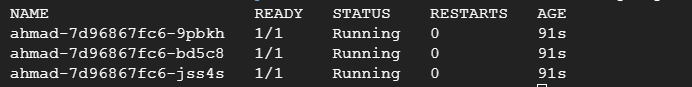 NAME READY STATUS RESTARTS AGE
ahmad-7d96867fc6-9pbkh 1/1 Running 0 91s
ahmad-7d96867fc6-bd5c8 1/1 Running 0 91s
ahmad-7d96867fc6-jss4s 1/1 Running 0 91s